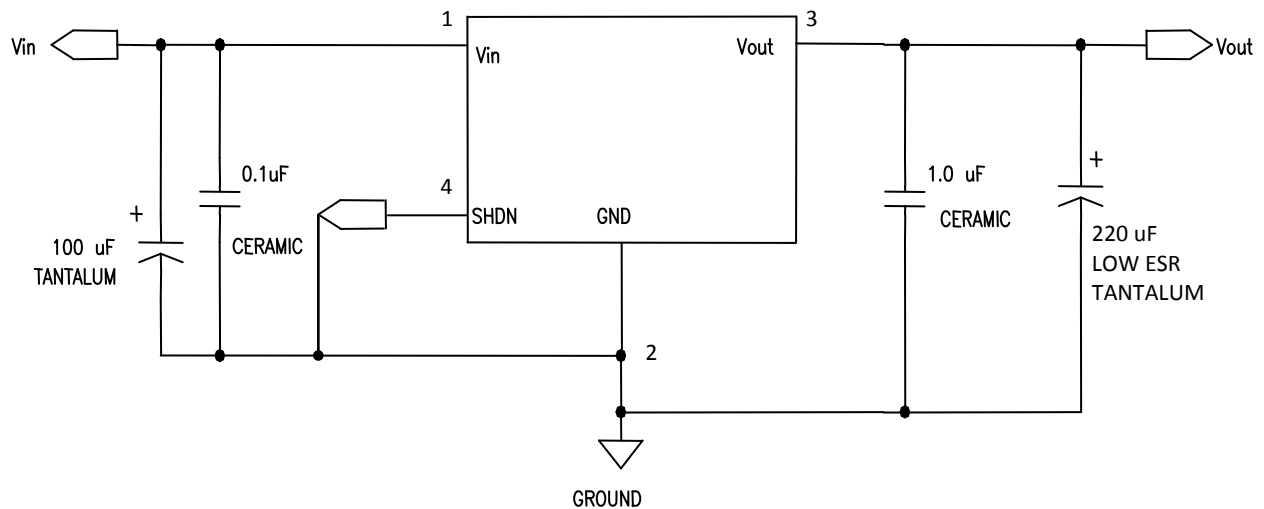 1
3
Vin
Vin
Vout
Vout
0.1uF
1.0 uF
+
4
+
SHDN
GND
CERAMIC
100 uF
TANTALUM
CERAMIC
220 uF
LOW ESR
TANTALUM
2
GROUND